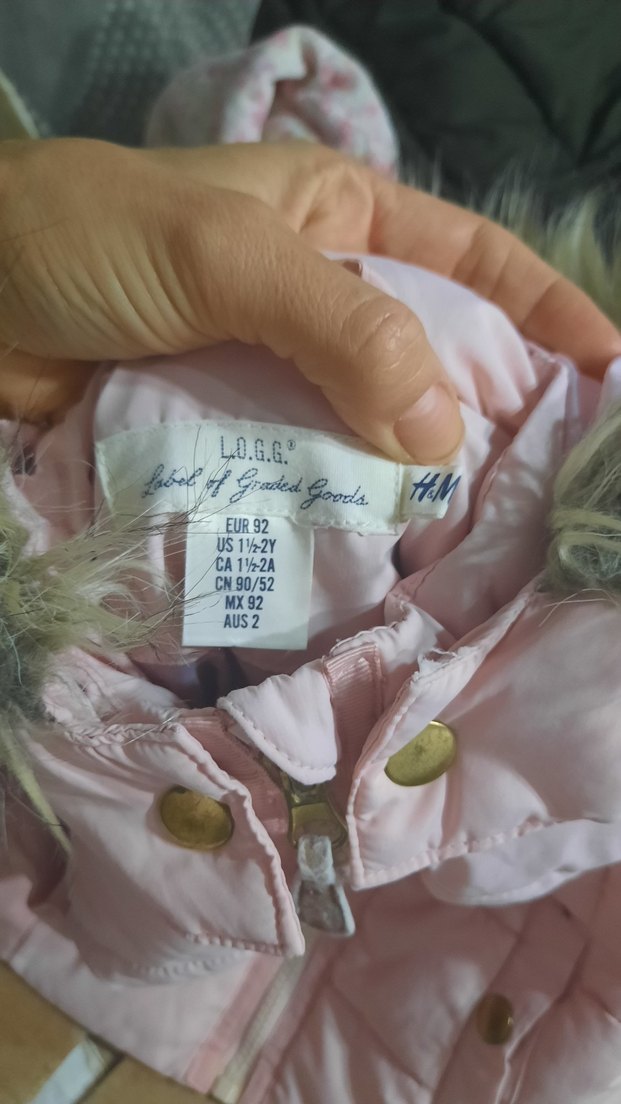 L.O.G.G.®
Label of Graded Goods
H&M
EUR 92
US 1½-2Y
CA 1½-2A
CN 90/52
MX 92
AUS 2